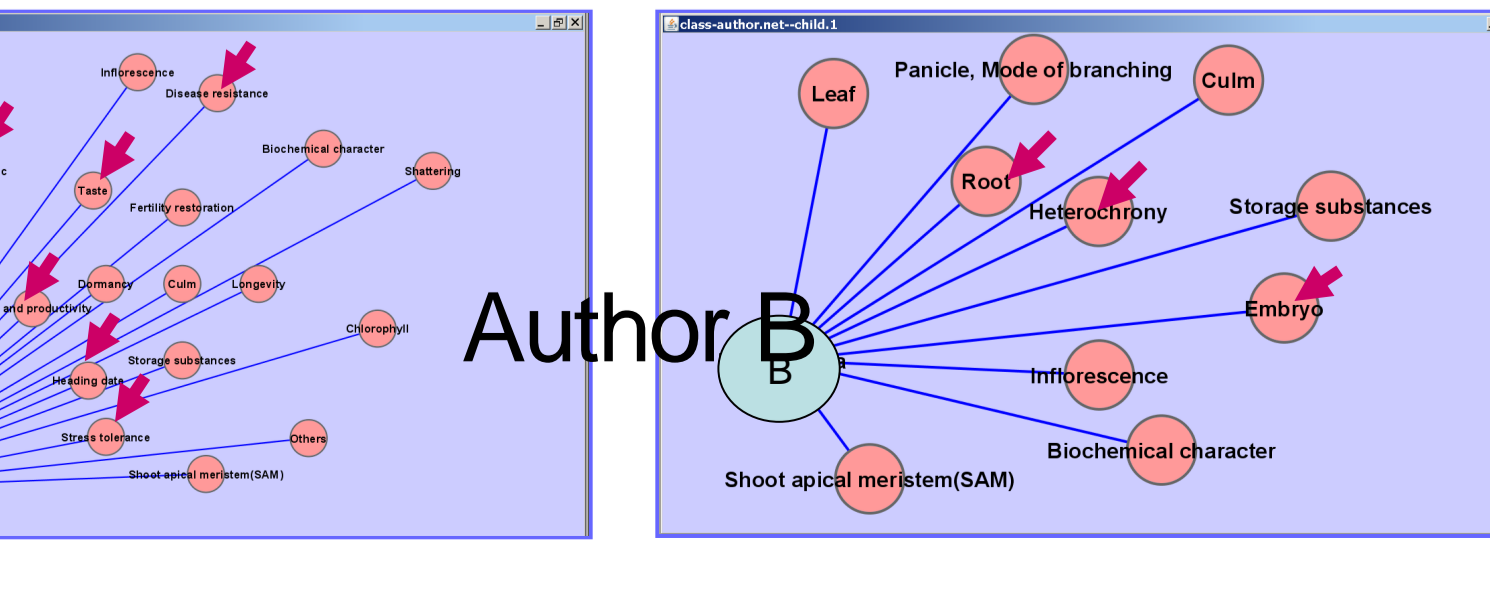 Inflorescence
Disease resistance
Biochemical character
c
Shattering
Taste
Fertility restoration
Dormancy
Culm
Longevity
and productivity
Chlorophyll
Storage substances
Heading date
Stress tolerance
Others
Shoot apical meristem(SAM)
Author B
class-author.net--child.1
Panicle, Mode of branching
Culm
Leaf
Root
Heterochrony
Storage substances
Embryo
B
a
Inflorescence
Biochemical character
Shoot apical meristem(SAM)